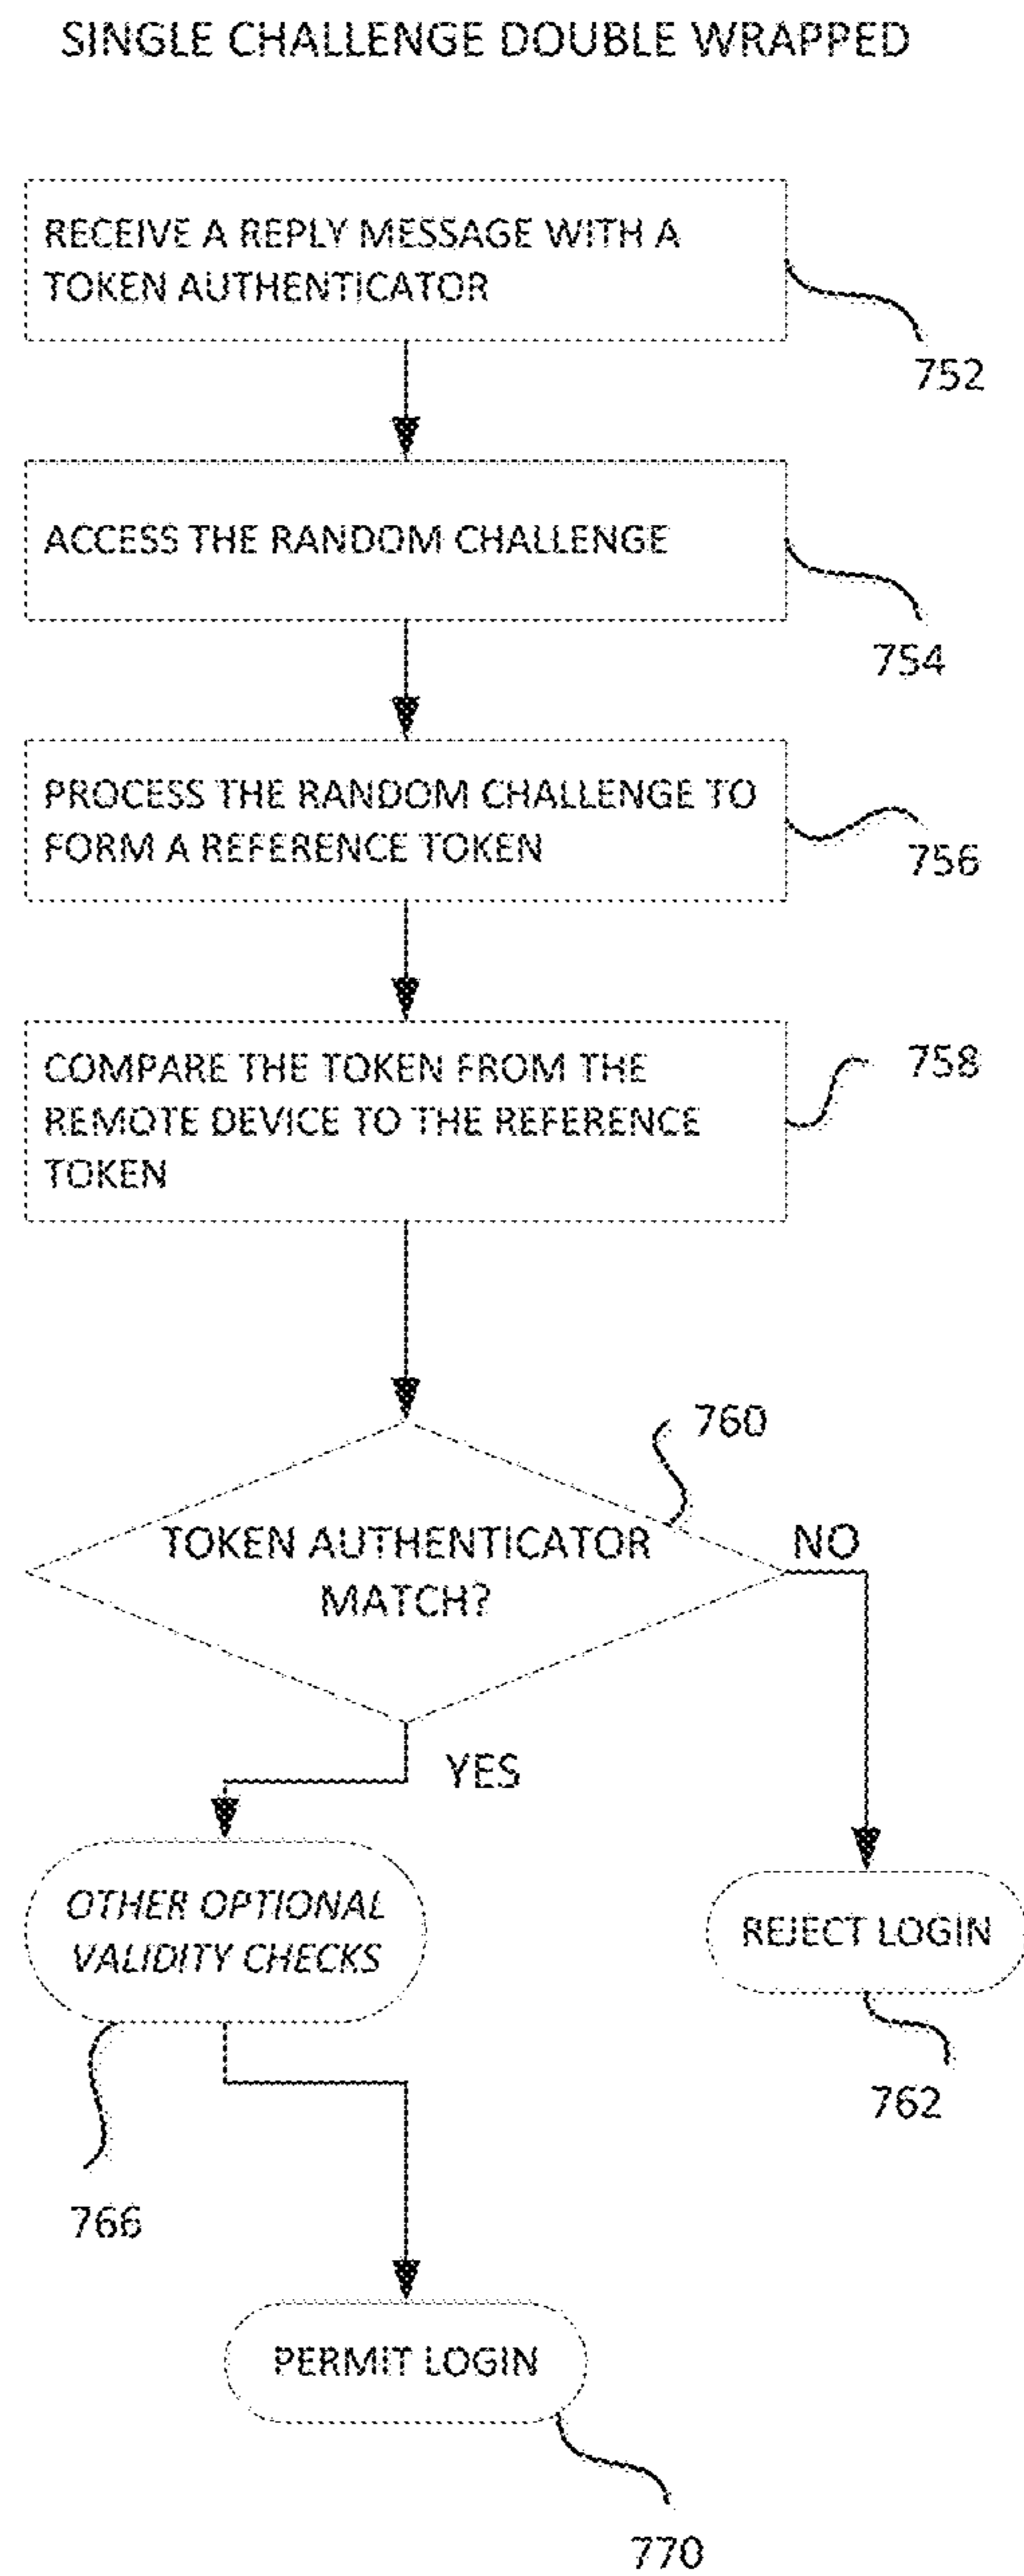 SINGLE CHALLENGE DOUBLE WRAPPED
RECEIVE A REPLY MESSAGE WITH A
TOKEN AUTHENTICATOR
752
ACCESS THE RANDOM CHALLENGE
754
PROCESS THE RANDOM CHALLENGE TO
FORM A REFERENCE TOKEN
756
COMPARE THE TOKEN FROM THE
REMOTE DEVICE TO THE REFERENCE
TOKEN
758
760
TOKEN AUTHENTICATOR
MATCH?
NO
YES
OTHER OPTIONAL
VALIDITY CHECKS
REJECT LOGIN
762
766
PERMIT LOGIN
770